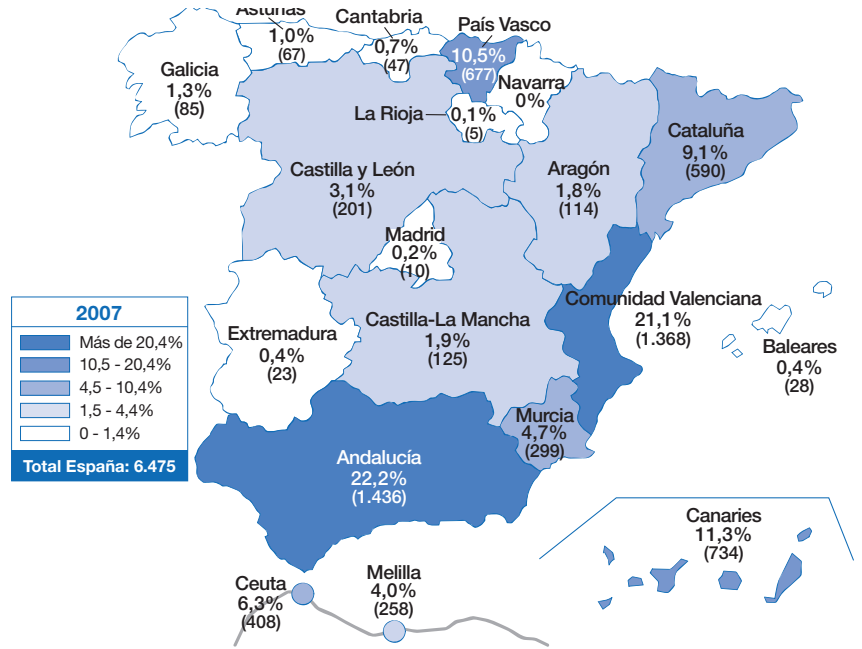 Asturias
1,0%
(67)
Cantabria
0,7%
(47)
País Vasco
10,5%
(677)
Galicia
1,3%
(85)
Navarra
0%
La Rioja
0,1%
(5)
Cataluña
9,1%
(590)
Castilla y León
3,1%
(201)
Aragón
1,8%
(114)
Madrid
0,2%
(10)
Comunidad Valenciana
21,1%
(1.368)
Extremadura
0,4%
(23)
Castilla-La Mancha
1,9%
(125)
Baleares
0,4%
(28)
2007
Más de 20,4%
10,5 - 20,4%
4,5 - 10,4%
1,5 - 4,4%
0 - 1,4%
Total España: 6.475
Murcia
4,7%
(299)
Andalucía
22,2%
(1.436)
Canaries
11,3%
(734)
Ceuta
6,3%
(408)
Melilla
4,0%
(258)